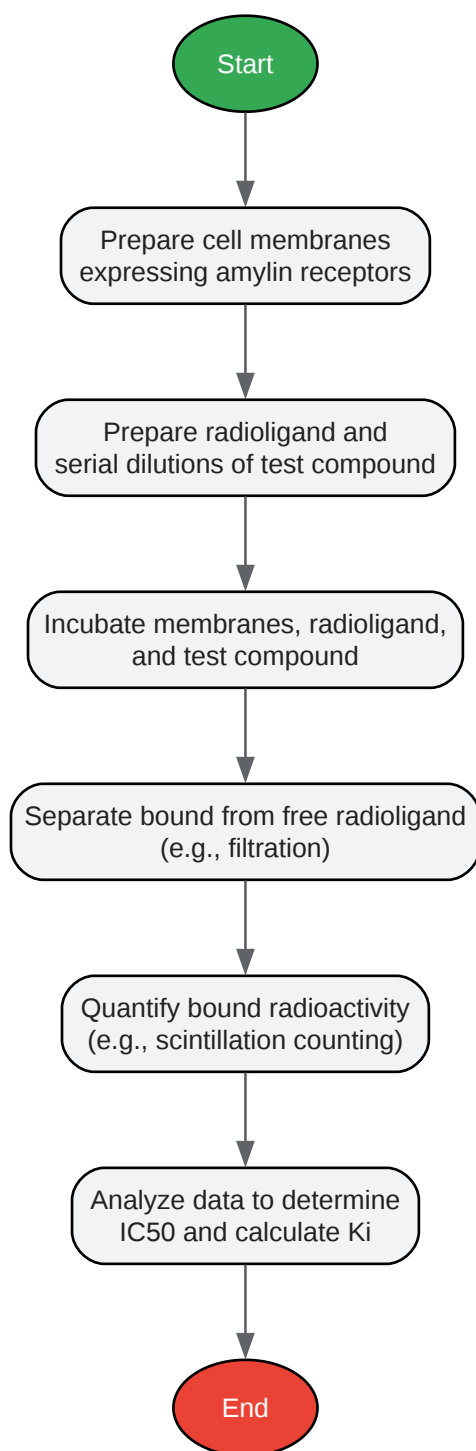 Start
Prepare cell membranes
expressing amylin receptors
Prepare radioligand and
serial dilutions of test compound
Incubate membranes, radioligand,
and test compound
Separate bound from free radioligand
(e.g., filtration)
Quantify bound radioactivity
(e.g., scintillation counting)
Analyze data to determine
IC50 and calculate Ki
End